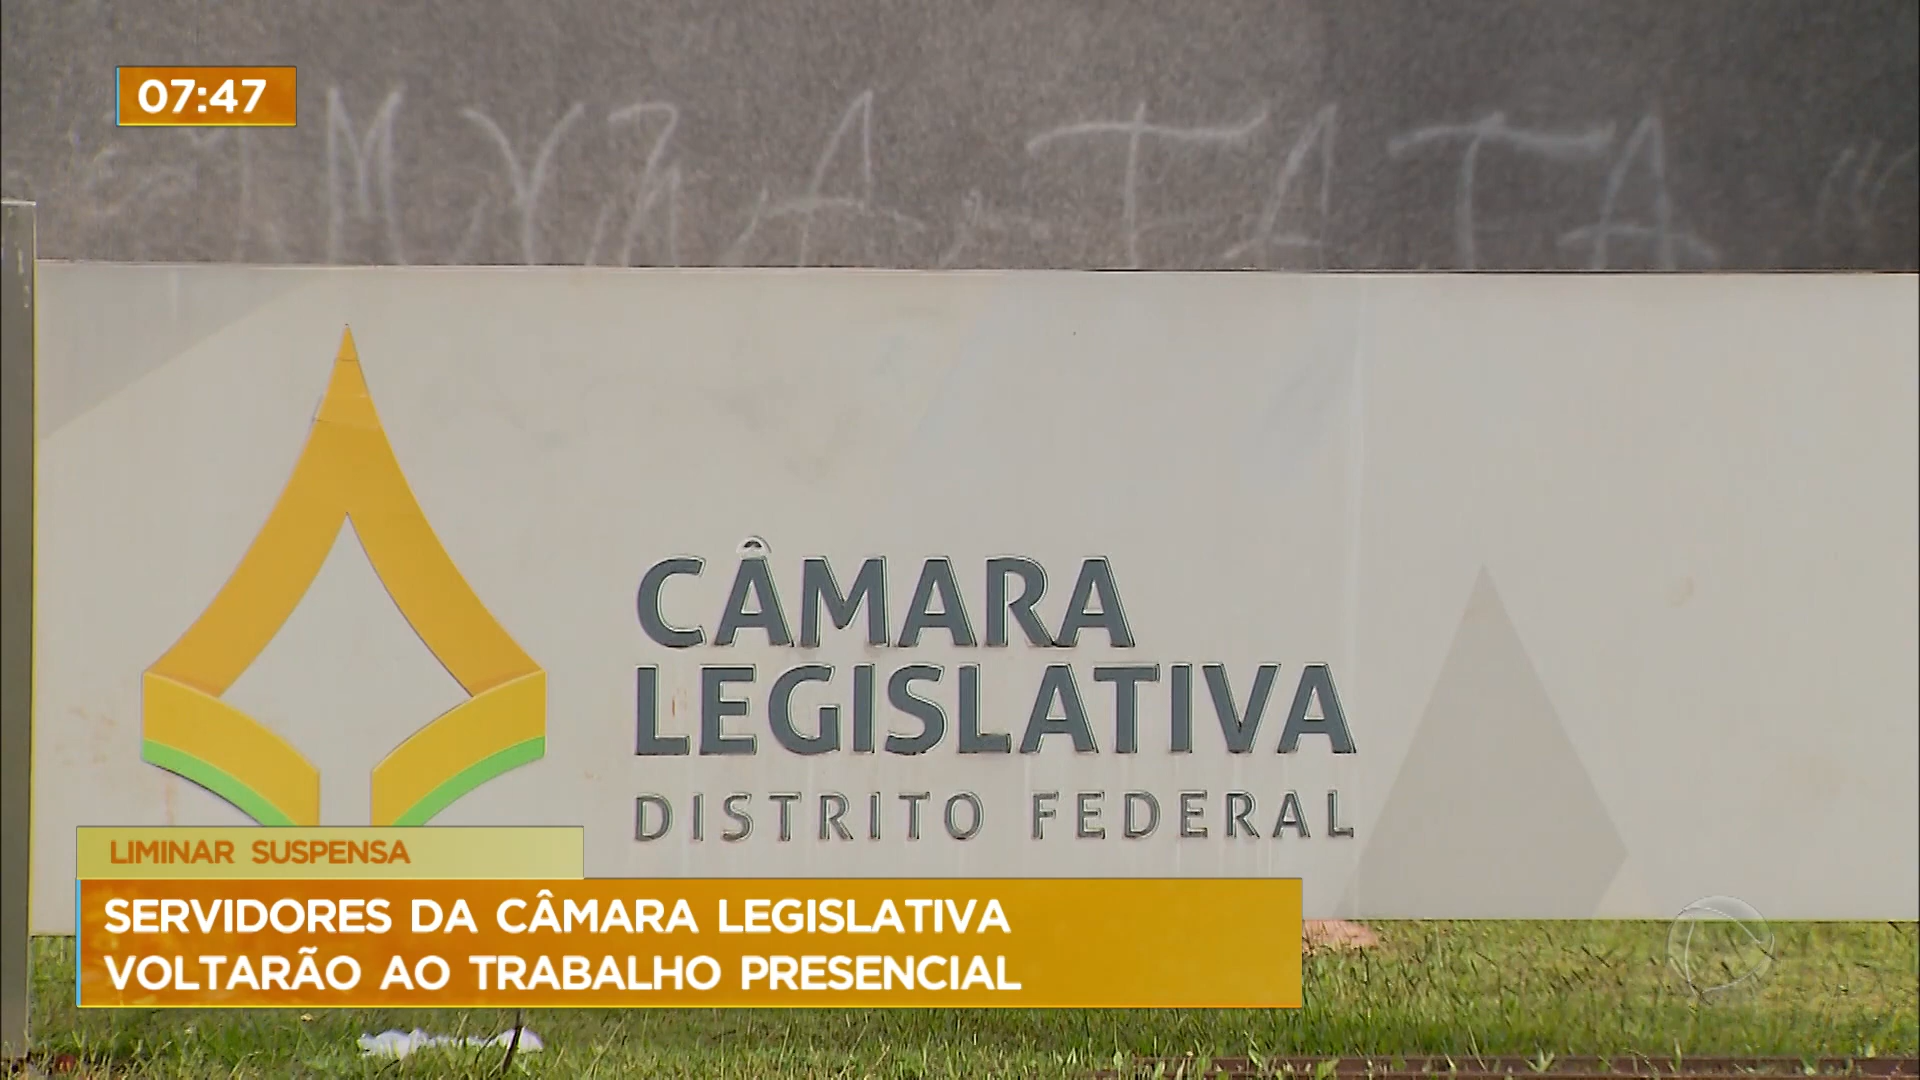 07:47
CÂMARA
LEGISLATIVA
DISTRITO FEDERAL
LIMINAR SUSPENSA
SERVIDORES DA CÂMARA LEGISLATIVA
VOLTARÃO AO TRABALHO PRESENCIAL